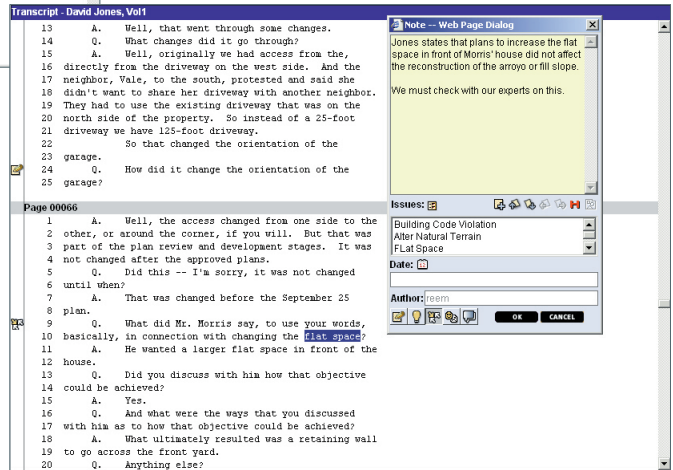 Transcript - David Jones, Vol1
13 A. Well, that went through some changes.
14 Q. What changes did it go through?
15 A. Well, originally we had access from the,
16 directly from the driveway on the west side. And the
17 neighbor, Vale, to the south, protested and said she
18 didn't want to share her driveway with another neighbor.
19 They had to use the existing driveway that was on the
20 north side of the property. So instead of a 25-foot
21 driveway we have 125-foot driveway.
22 So that changed the orientation of the
23 garage.
24 Q. How did it change the orientation of the
25 garage?
Page 00066
1 A. Well, the access changed from one side to the
2 other, or around the corner, if you will. But that was
3 part of the plan review and development stages. It was
4 not changed after the approved plans.
5 Q. Did this -- I'm sorry, it was not changed
6 until when?
7 A. That was changed before the September 25
8 plan.
9 Q. What did Mr. Morris say, to use your words,
10 basically, in connection with changing the flat space?
11 A. He wanted a larger flat space in front of the
12 house.
13 Q. Did you discuss with him how that objective
14 could be achieved?
15 A. Yes.
16 Q. And what were the ways that you discussed
17 with him as to how that objective could be achieved?
18 A. What ultimately resulted was a retaining wall
19 to go across the front yard.
20 Q. Anything else?
Note -- Web Page Dialog
Jones states that plans to increase the flat
space in front of Morris' house did not affect
the reconstruction of the arroyo or fill slope.
We must check with our experts on this.
Issues:
Building Code Violation
Alter Natural Terrain
FLat Space
Date:
Author: reem
OK CANCEL